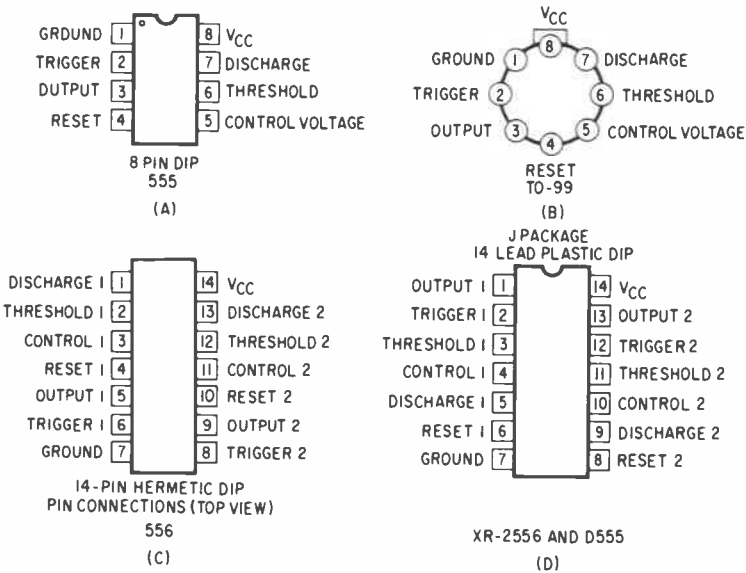 GRDUND 1 8 VCC
TRIGGER 2 7 DISCHARGE
DUTPUT 3 6 THRESHOLD
RESET 4 5 CONTROL VOLTAGE
8 PIN DIP
555
(A)
VCC
8
GROUND 1 7 DISCHARGE
TRIGGER 2 6 THRESHOLD
OUTPUT 3 5 CONTROL VOLTAGE
4
RESET
TO-99
(B)
DISCHARGE 1 1 14 VCC
THRESHOLD 1 2 13 DISCHARGE 2
CONTROL 1 3 12 THRESHOLD 2
RESET 1 4 11 CONTROL 2
OUTPUT 1 5 10 RESET 2
TRIGGER 1 6 9 OUTPUT 2
GROUND 7 8 TRIGGER 2
14-PIN HERMETIC DIP
PIN CONNECTIONS (TOP VIEW)
556
(C)
J PACKAGE
14 LEAD PLASTIC DIP
OUTPUT 1 1 14 VCC
TRIGGER 1 2 13 OUTPUT 2
THRESHOLD 1 3 12 TRIGGER 2
CONTROL 1 4 11 THRESHOLD 2
DISCHARGE 1 5 10 CONTROL 2
RESET 1 6 9 DISCHARGE 2
GROUND 7 8 RESET 2
XR-2556 AND D555
(D)